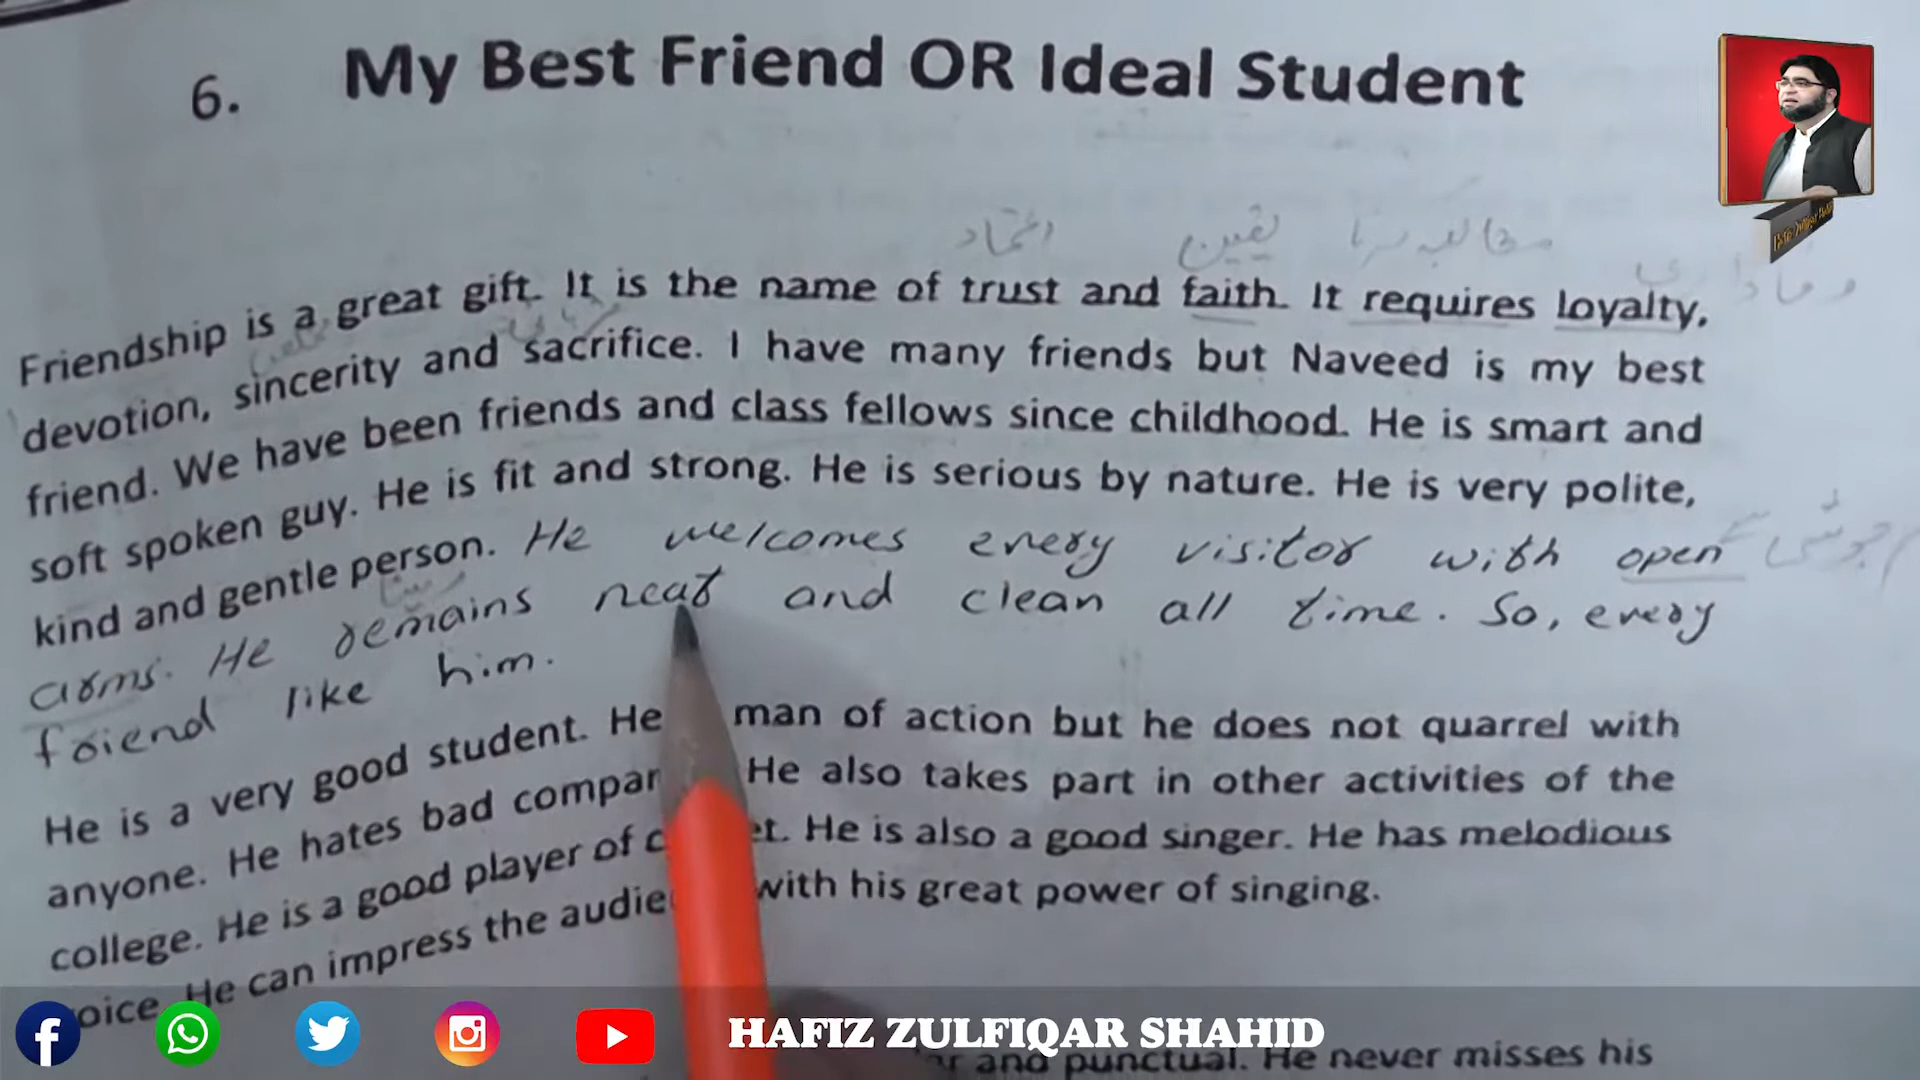 6. My Best Friend OR Ideal Student
اعتماد یقین مطالبہ کرنا
وفاداری
Friendship is a great gift. It is the name of trust and faith. It requires loyalty,
devotion, sincerity and sacrifice. I have many friends but Naveed is my best
friend. We have been friends and class fellows since childhood. He is smart and
soft spoken guy. He is fit and strong. He is serious by nature. He is very polite,
kind and gentle person. He welcomes every visitor with open
arms. He remains neat and clean all time. So, every
friend like him.
He is a very good student. He man of action but he does not quarrel with
anyone. He hates bad compan He also takes part in other activities of the
college. He is a good player of c et. He is also a good singer. He has melodious
oice. He can impress the audie with his great power of singing.
HAFIZ ZULFIQAR SHAHID
r and punctual. He never misses his